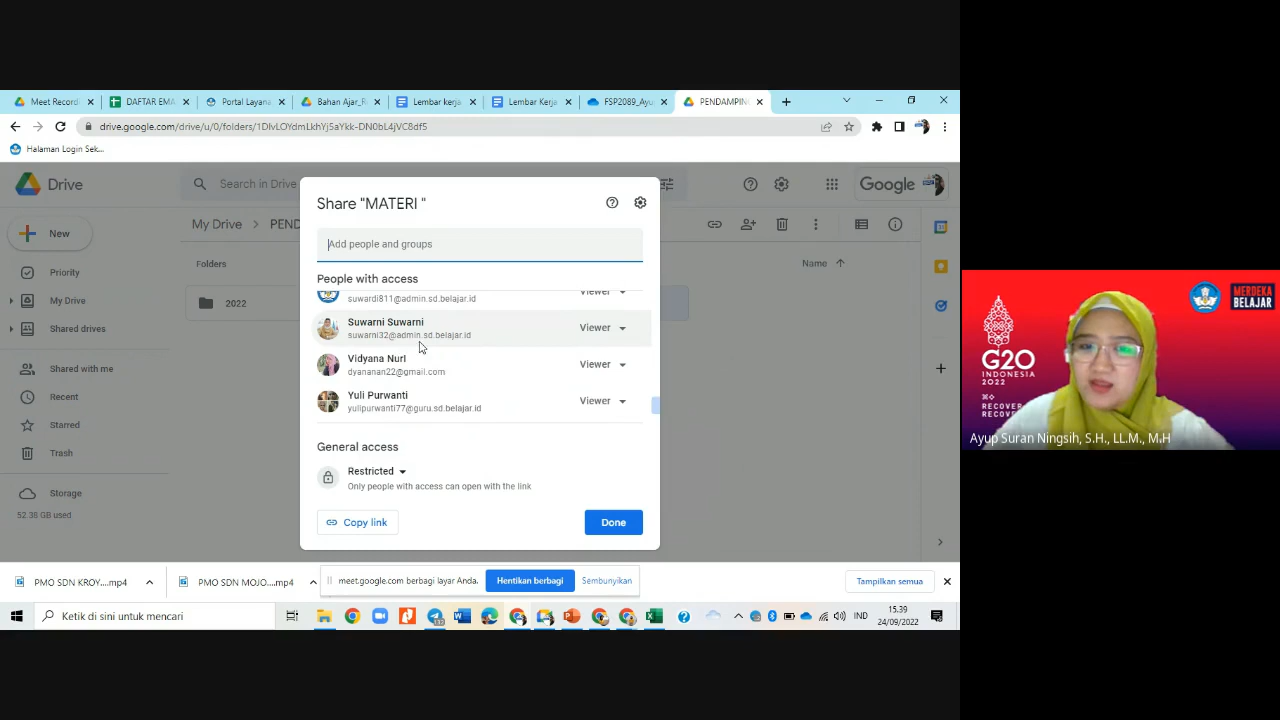 Meet Record
DAFTAR EMA
Portal Layana
Bahan Ajar_R
Lembar kerja
Lembar Kerja
FSP2089_Ayu
PENDAMPIN
drive.google.com/drive/u/0/folders/
Halaman Login Sek...
Drive
Search in Drive
Google
New
My Drive > PEND
Priority
My Drive
Shared drives
Shared with me
Recent
Starred
Trash
Storage
52.38 GB used
Folders
Name
2022
Share "MATERI "
Add people and groups
People with access
suwardi811@admin.sd.belajar.id
Viewer
Suwarni Suwarni
suwarni32@admin.sd.belajar.id
Viewer
Vidyana Nurl
dyananan22@gmail.com
Viewer
Yuli Purwanti
yulipurwanti77@guru.sd.belajar.id
Viewer
General access
Restricted
Only people with access can open with the link
Copy link
Done
PMO SDN KROY....mp4
PMO SDN MOJO....mp4
meet.google.com berbagi layar Anda.
Hentikan berbagi
Sembunyikan
Tampilkan semua
Ketik di sini untuk mencari
IND
15.39
24/09/2022
MERDEKA
BELAJAR
G20
INDONESIA
2022
RECOVER
RECOVER
Ayup Suran Ningsih, S.H., LL.M., M.H